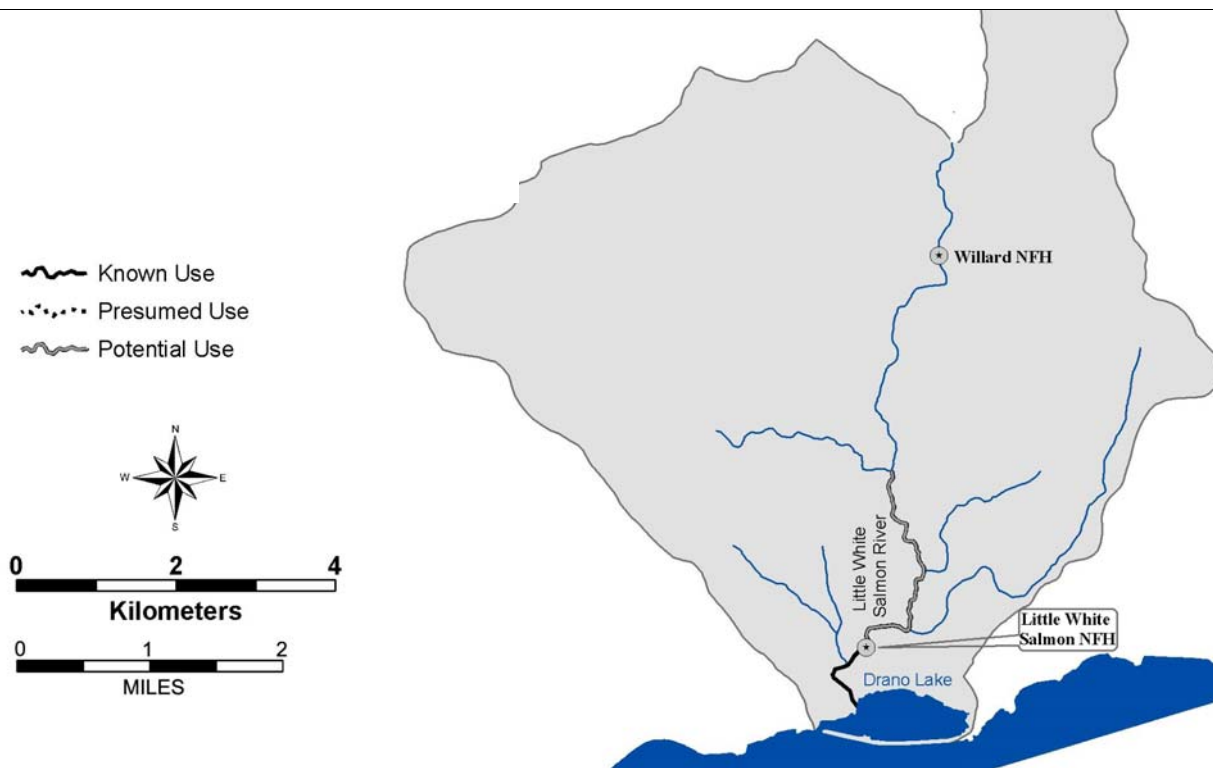 Willard NFH
Known Use
Presumed Use
Potential Use
N
W E
S
0 2 4
Kilometers
0 1 2
MILES
Little White
Salmon River
Little White
Salmon NFH
Drano Lake